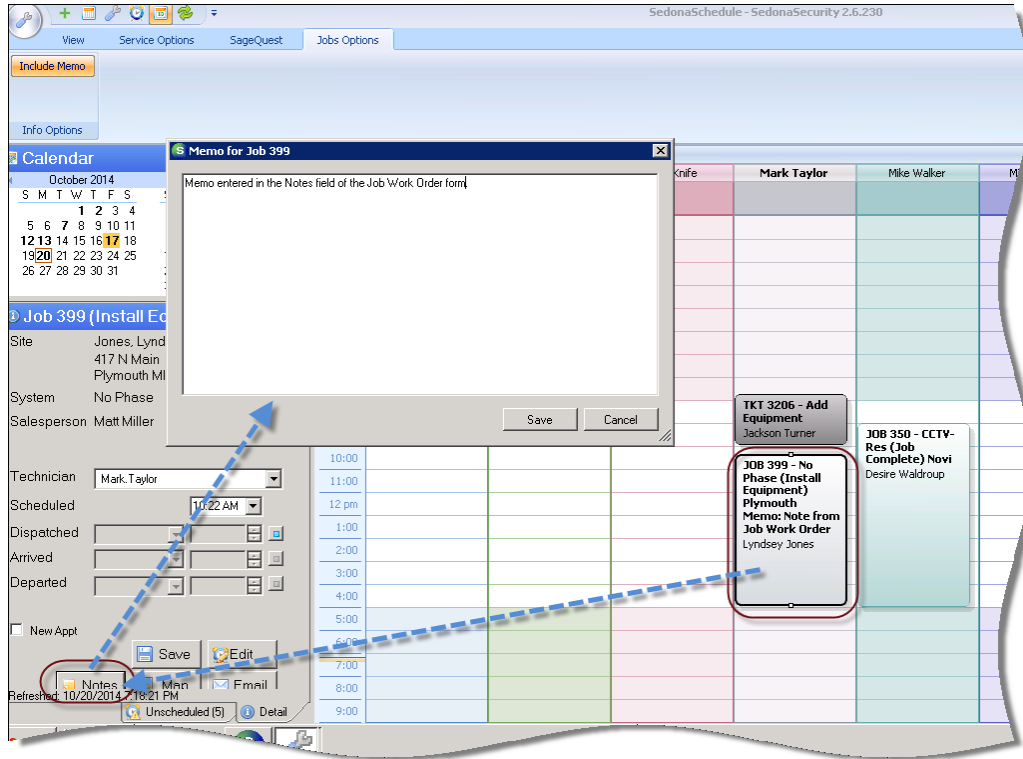 SedonaSchedule - SedonaSecurity 2.6.230
View Service Options SageQuest Jobs Options
Include Memo
Info Options
Calendar
October 2014
S M T W T F S
1 2 3 4
5 6 7 8 9 10 11
12 13 14 15 16 17 18
19 20 21 22 23 24 25
26 27 28 29 30 31
Memo for Job 399
Memo entered in the Notes field of the Job Work Order form
Save Cancel
Knife Mark Taylor Mike Walker
Job 399 (Install
Site Jones, Lynd
417 N Main
Plymouth MI
System No Phase
Salesperson Matt Miller
Technician Mark.Taylor
Scheduled 10:22 AM
Dispatched
Arrived
Departed
New Appt
Save Edit
Notes Map Email
Refreshed: 10/20/2014 7:18:21 PM
Unscheduled (5) Detail
10:00
11:00
12 pm
1:00
2:00
3:00
4:00
5:00
6:00
7:00
8:00
9:00
TKT 3206 - Add
Equipment
Jackson Turner
JOB 399 - No
Phase (Install
Equipment)
Plymouth
Memo: Note from
Job Work Order
Lyndsey Jones
JOB 350 - CCTV-
Res (Job
Complete) Novi
Desire Waldroup